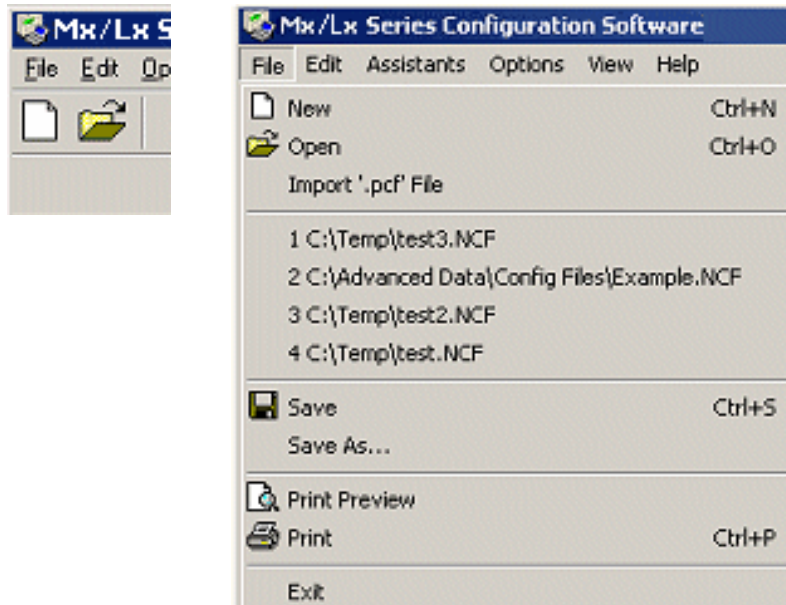 Mx/Lx S
File Edit Op
Mx/Lx Series Configuration Software
File Edit Assistants Options View Help
New Ctrl+N
Open Ctrl+O
Import '.pcf' File
1 C:\Temp\test3.NCF
2 C:\Advanced Data\Config Files\Example.NCF
3 C:\Temp\test2.NCF
4 C:\Temp\test.NCF
Save Ctrl+S
Save As...
Print Preview
Print Ctrl+P
Exit